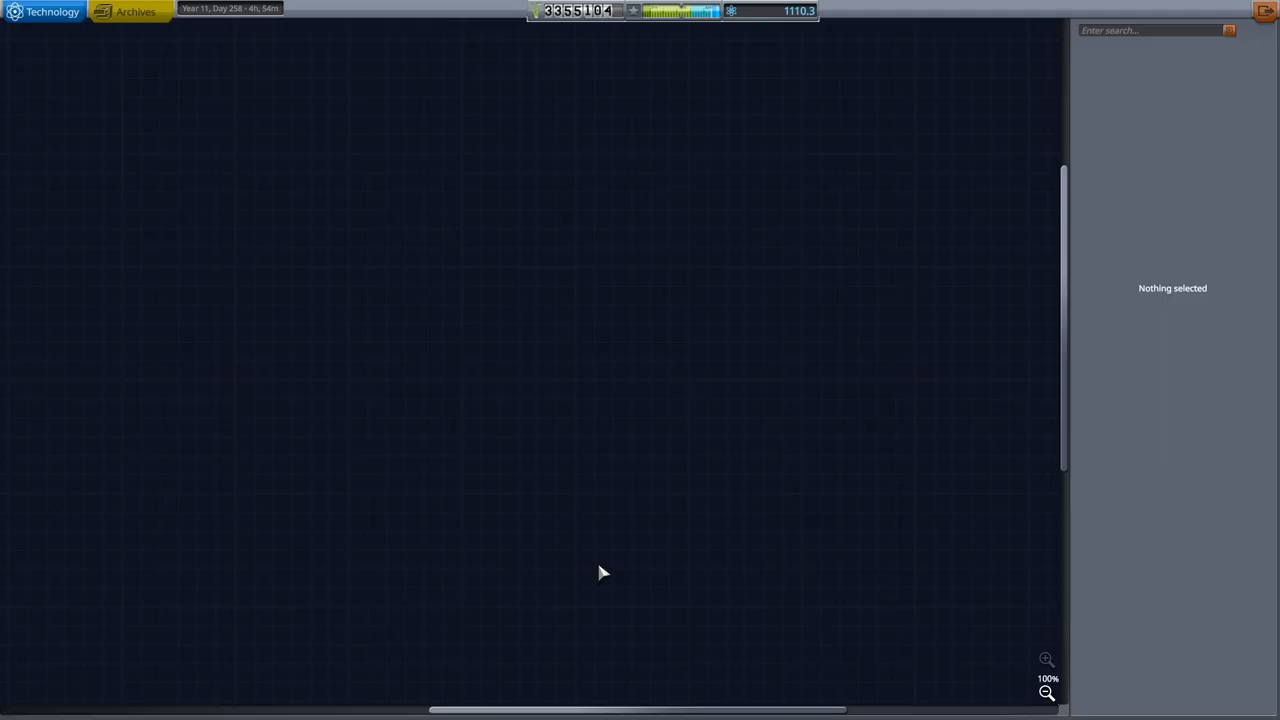 Technology
Archives
Year 11, Day 258 - 4h, 54m
3355104
1110.3
Enter search...
Nothing selected
100%